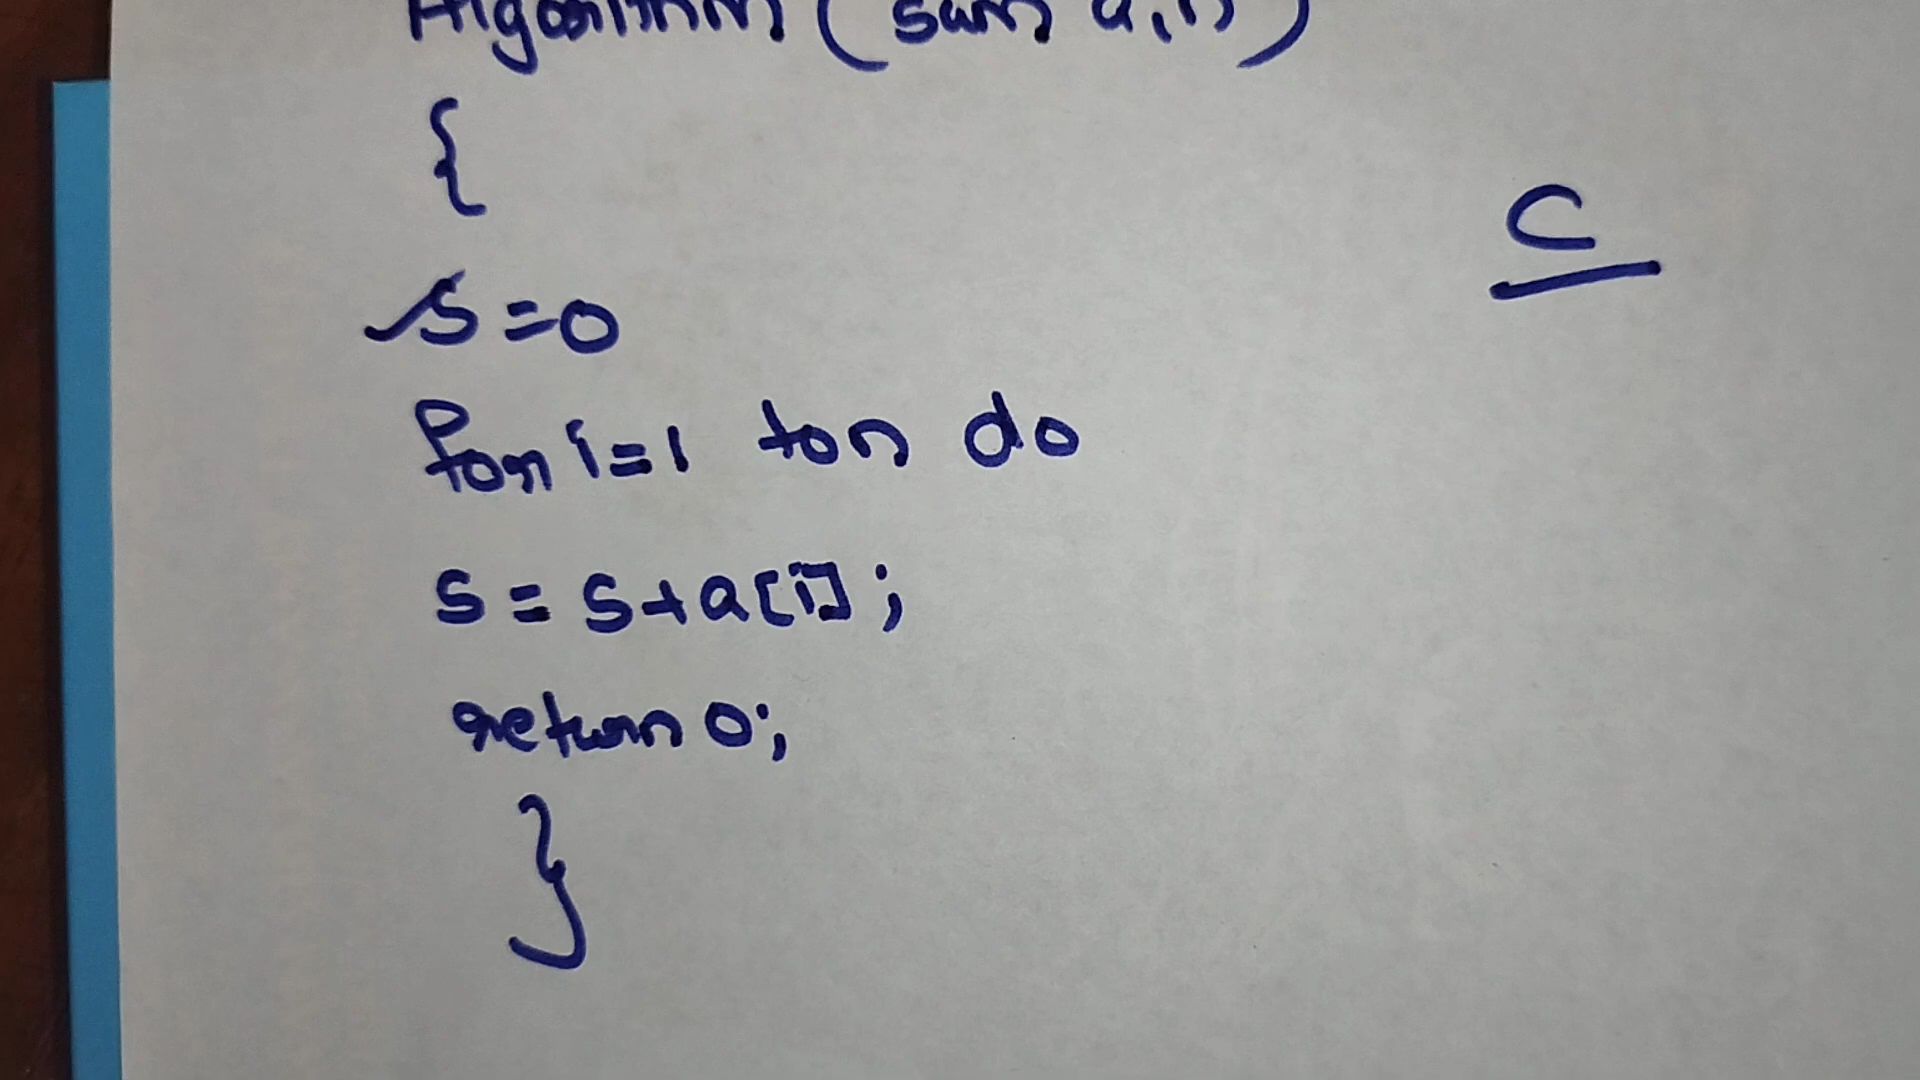 Algorithm (sum a,n)
{
C
s=0
for i=1 to n do
s=s+a[i];
return 0;
}